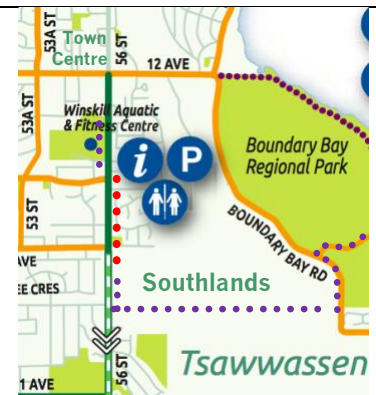 53A ST
Town
Centre
56 ST
12 AVE
53A ST
Winskill Aquatic
& Fitness Centre
i
P
Boundary Bay
Regional Park
53 ST
BOUNDARY BAY RD
AVE
EE CRES
Southlands
56 ST
Tsawwassen
1 AVE